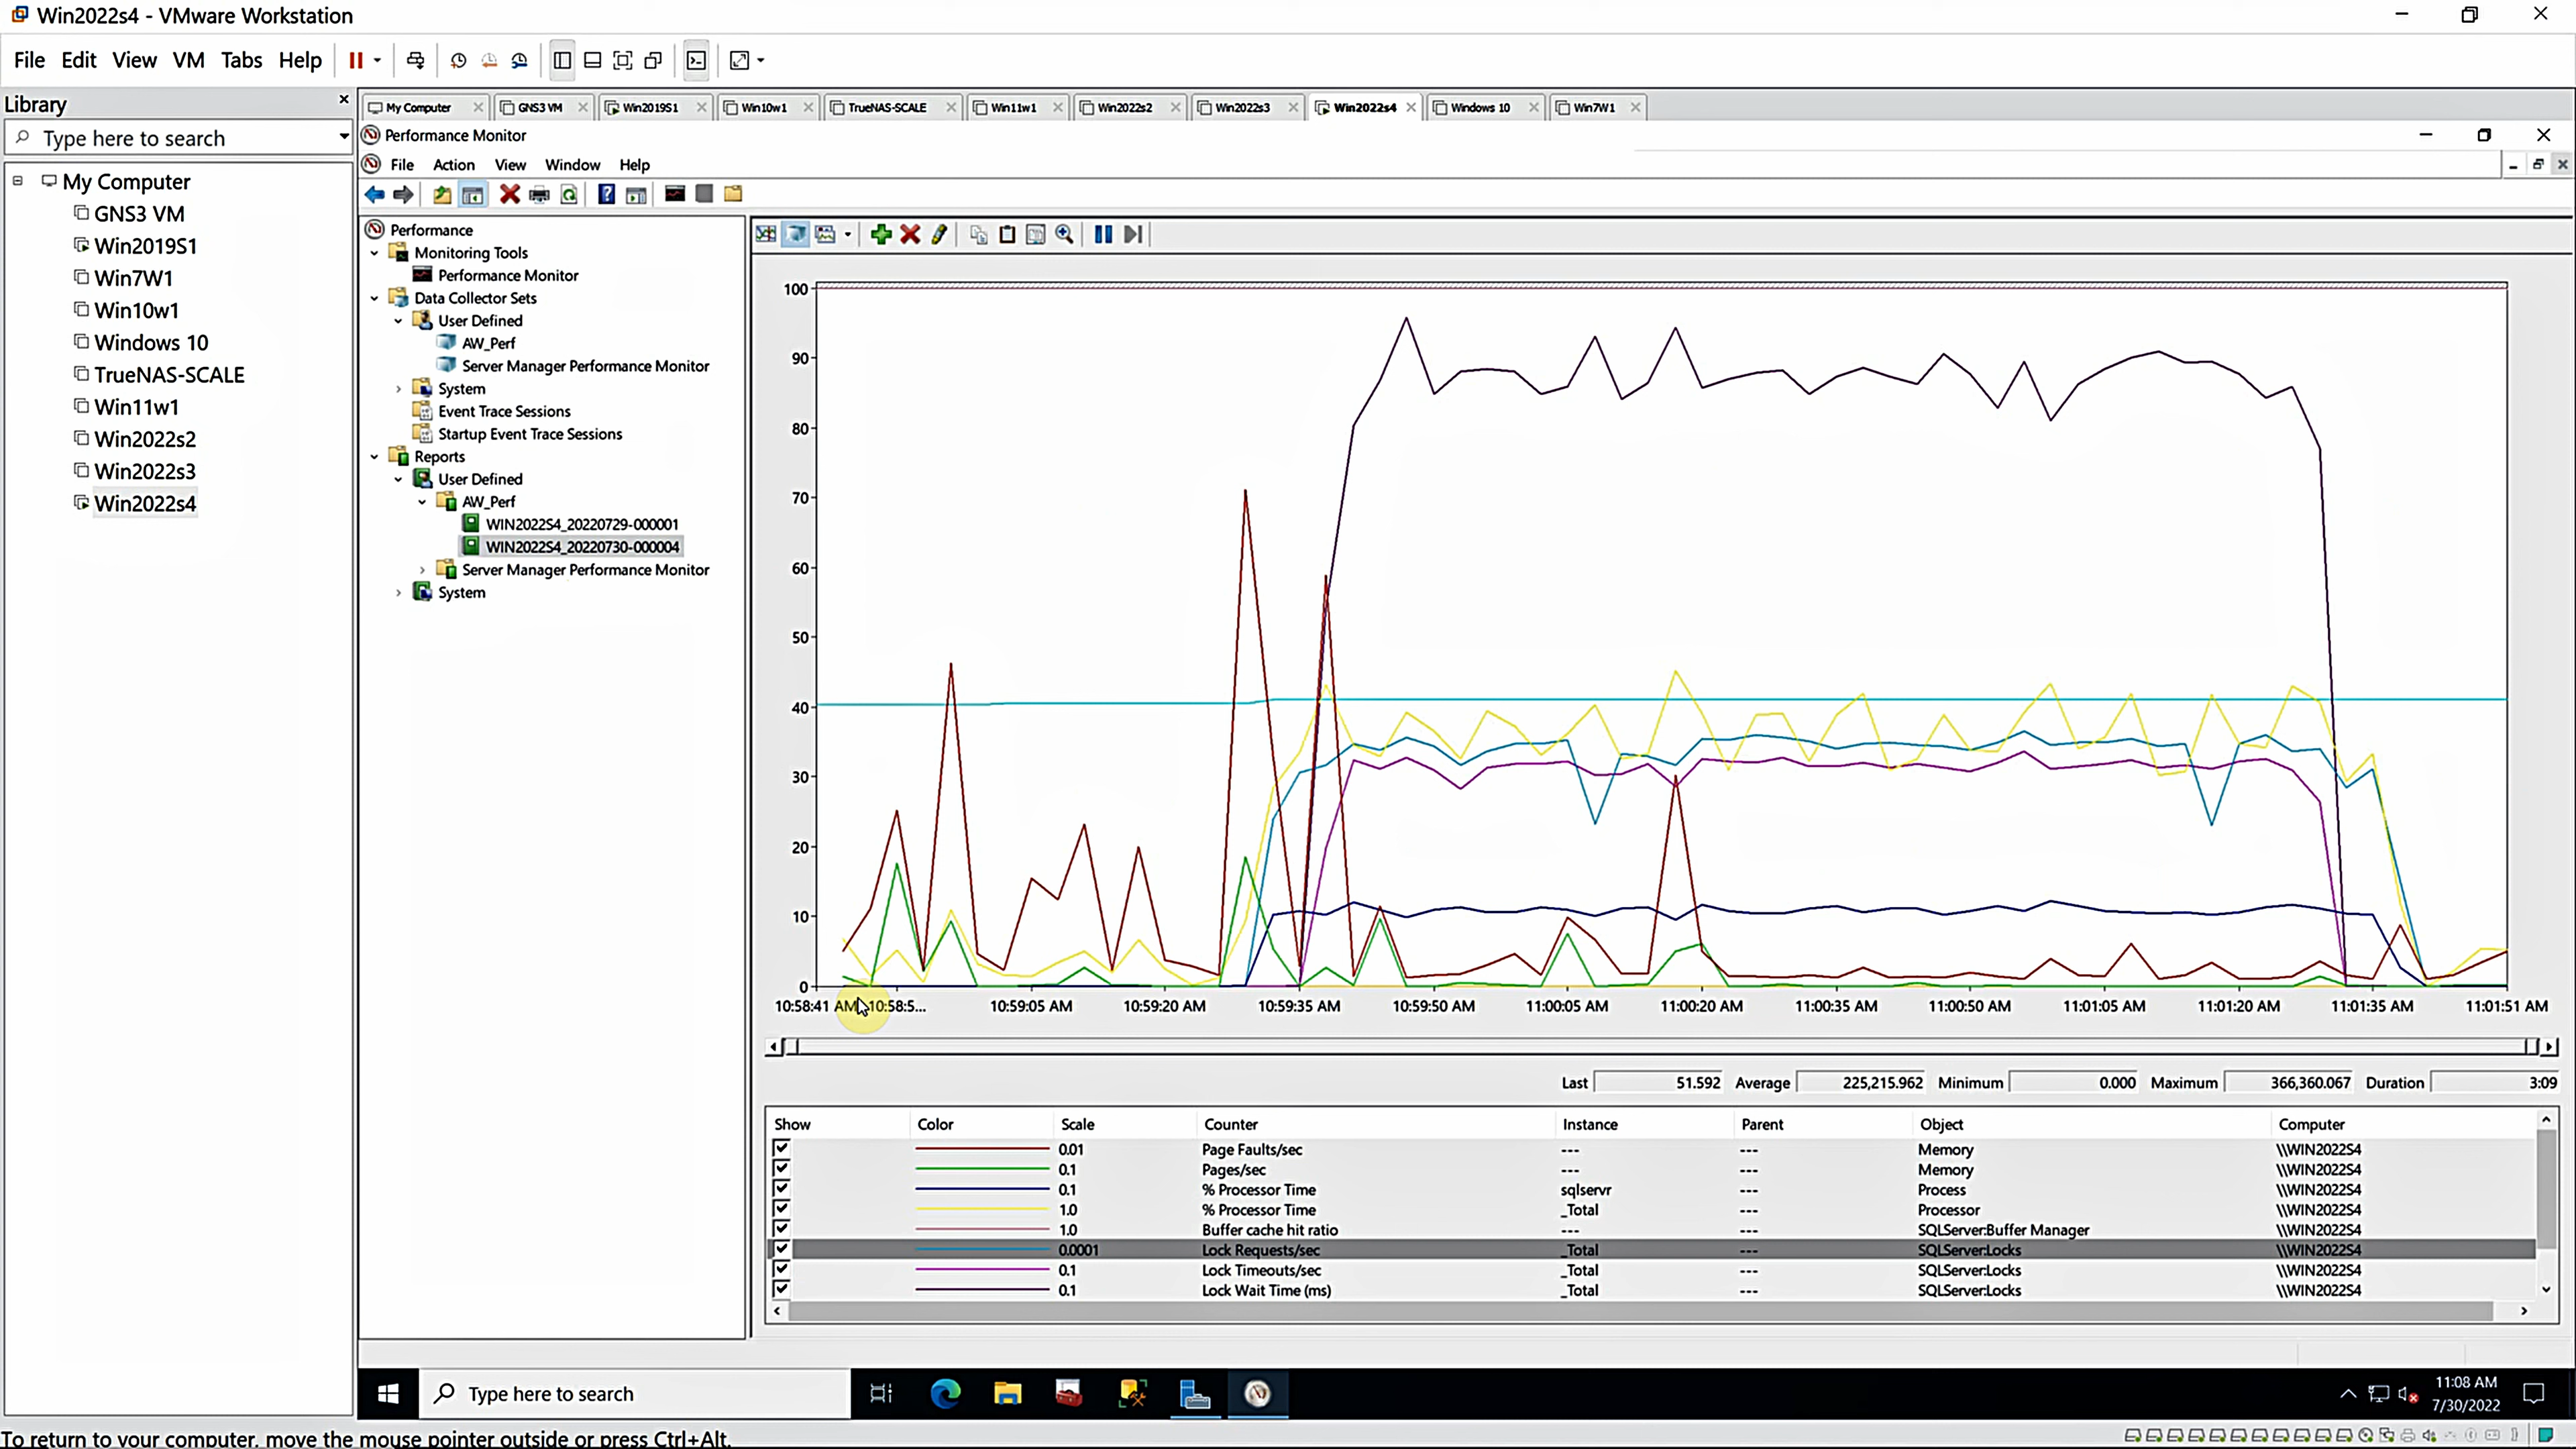 Win2022s4 - VMware Workstation
File Edit View VM Tabs Help
Library
Type here to search
My Computer
GNS3 VM
Win2019S1
Win7W1
Win10w1
Windows 10
TrueNAS-SCALE
Win11w1
Win2022s2
Win2022s3
Win2022s4
My Computer GNS3 VM Win2019S1 Win10w1 TrueNAS-SCALE Win11w1 Win2022s2 Win2022s3 Win2022s4 Windows 10 Win7W1
Performance Monitor
File Action View Window Help
Performance
Monitoring Tools
Performance Monitor
Data Collector Sets
User Defined
AW_Perf
Server Manager Performance Monitor
System
Event Trace Sessions
Startup Event Trace Sessions
Reports
User Defined
AW_Perf
WIN2022S4_20220729-000001
WIN2022S4_20220730-000004
Server Manager Performance Monitor
System
100
90
80
70
60
50
40
30
20
10
0
10:58:41 AM 10:58:5... 10:59:05 AM 10:59:20 AM 10:59:35 AM 10:59:50 AM 11:00:05 AM 11:00:20 AM 11:00:35 AM 11:00:50 AM 11:01:05 AM 11:01:20 AM 11:01:35 AM 11:01:51 AM
Last 51.592 Average 225,215.962 Minimum 0.000 Maximum 366,360.067 Duration 3:09
Show Color Scale Counter Instance Parent Object Computer
0.01 Page Faults/sec --- --- Memory \\WIN2022S4
0.1 Pages/sec --- --- Memory \\WIN2022S4
0.1 % Processor Time sqlservr --- Process \\WIN2022S4
1.0 % Processor Time _Total --- Processor \\WIN2022S4
1.0 Buffer cache hit ratio --- --- SQLServer:Buffer Manager \\WIN2022S4
0.0001 Lock Requests/sec _Total --- SQLServer:Locks \\WIN2022S4
0.1 Lock Timeouts/sec _Total --- SQLServer:Locks \\WIN2022S4
0.1 Lock Wait Time (ms) _Total --- SQLServer:Locks \\WIN2022S4
Type here to search
11:08 AM
7/30/2022
To return to your computer, move the mouse pointer outside or press Ctrl+Alt.